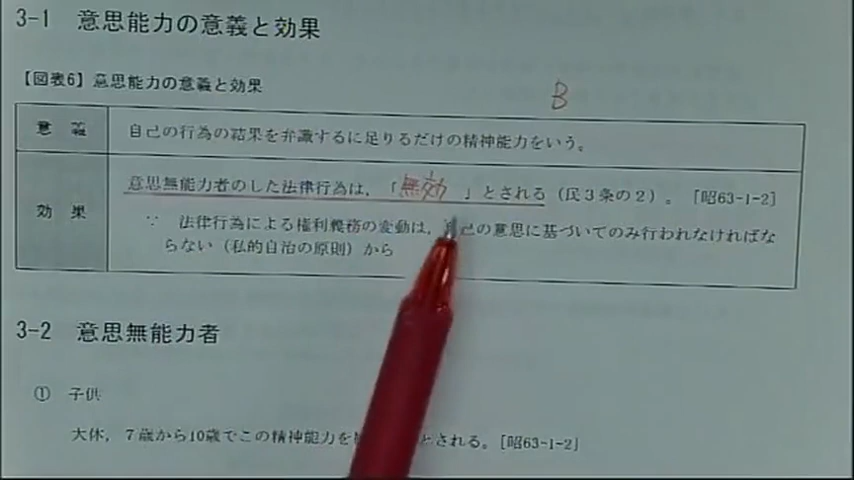 3-1 意思能力の意義と効果
【図表6】意思能力の意義と効果
B
意 義
自己の行為の結果を弁識するに足りるだけの精神能力をいう。
効 果
意思無能力者のした法律行為は，「無効」とされる（民３条の２）。［昭63-1-2］
∵ 法律行為による権利義務の変動は，自己の意思に基づいてのみ行われなければな
らない（私的自治の原則）から
3-2 意思無能力者
① 子供
大体，７歳から10歳でこの精神能力を とされる。［昭63-1-2］